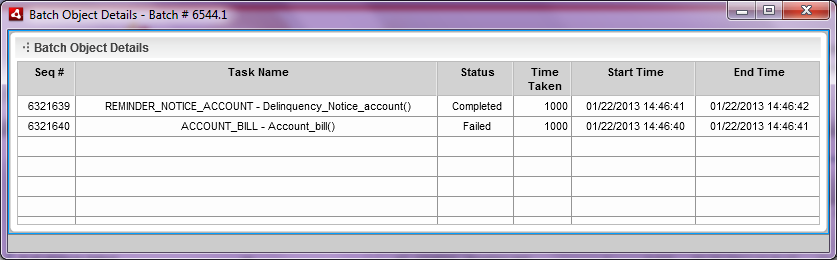 Batch Object Details - Batch # 6544.1
Batch Object Details
Seq # Task Name Status Time Taken Start Time End Time
6321639 REMINDER_NOTICE_ACCOUNT - Delinquency_Notice_account() Completed 1000 01/22/2013 14:46:41 01/22/2013 14:46:42
6321640 ACCOUNT_BILL - Account_bill() Failed 1000 01/22/2013 14:46:40 01/22/2013 14:46:41